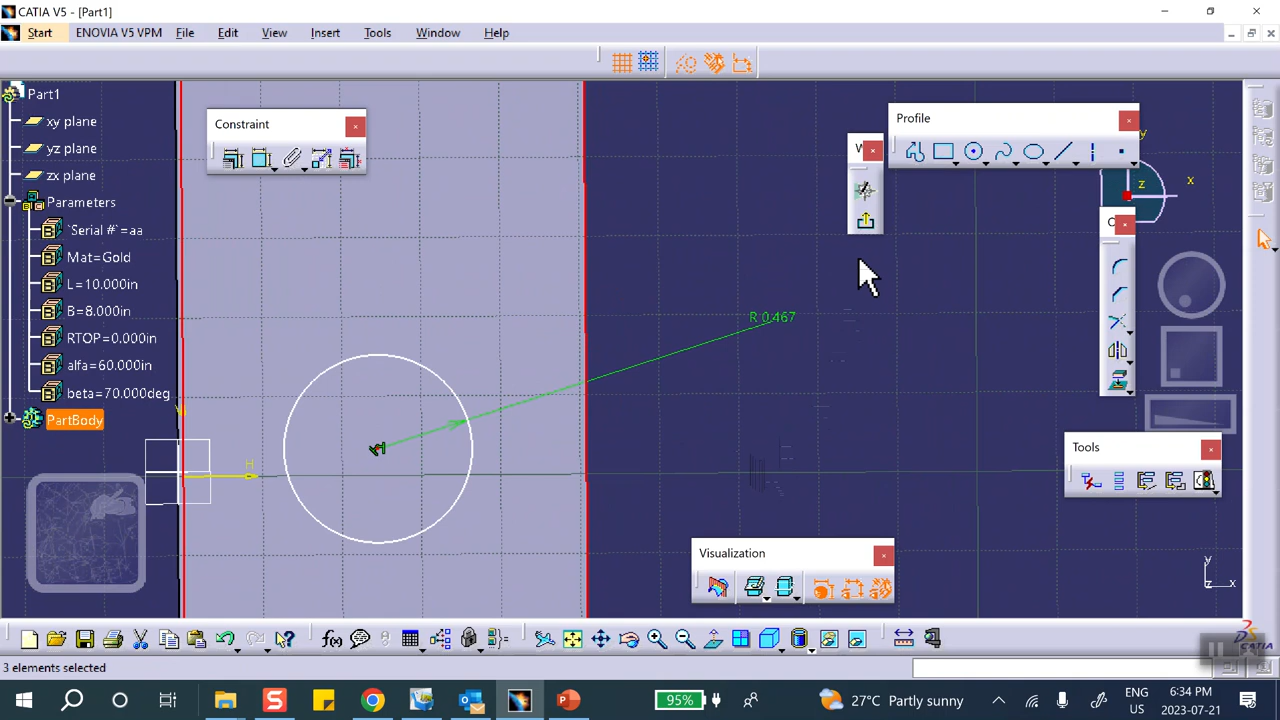 CATIA V5 - [Part1]
Start ENOVIA V5 VPM File Edit View Insert Tools Window Help
Part1
xy plane
yz plane
zx plane
Parameters
`Serial #`=aa
Mat=Gold
L=10.000in
B=8.000in
RTOP=0.000in
alfa=60.000in
beta=70.000deg
PartBody
Constraint
Profile
y
z
x
R 0.467
H
Tools
Visualization
y
z x
f(x)
3 elements selected
CATIA
95%
27°C Partly sunny
ENG
US
6:34 PM
2023-07-21